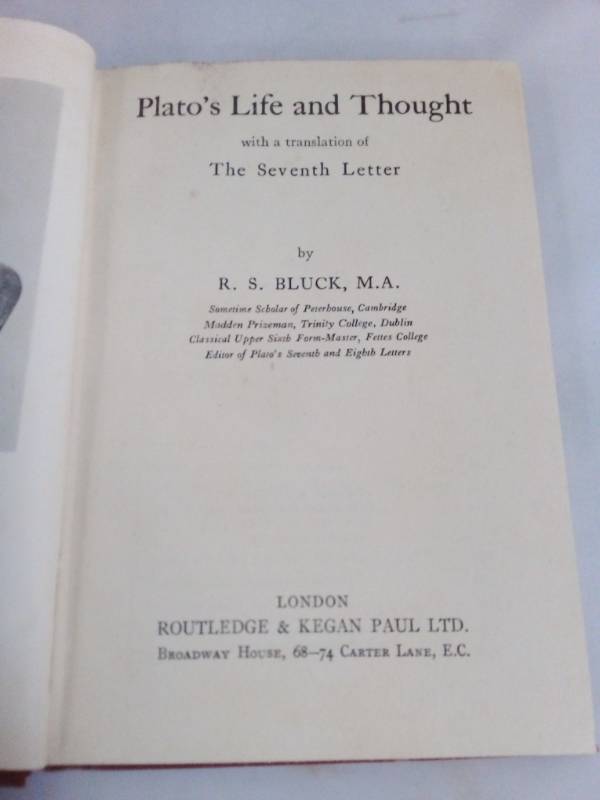 Plato's Life and Thought
with a translation of
The Seventh Letter
by
R. S. BLUCK, M.A.
Sometime Scholar of Peterhouse, Cambridge
Madden Prizeman, Trinity College, Dublin
Classical Upper Sixth Form-Master, Fettes College
Editor of Plato's Seventh and Eighth Letters
LONDON
ROUTLEDGE & KEGAN PAUL LTD.
BROADWAY HOUSE, 68–74 CARTER LANE, E.C.